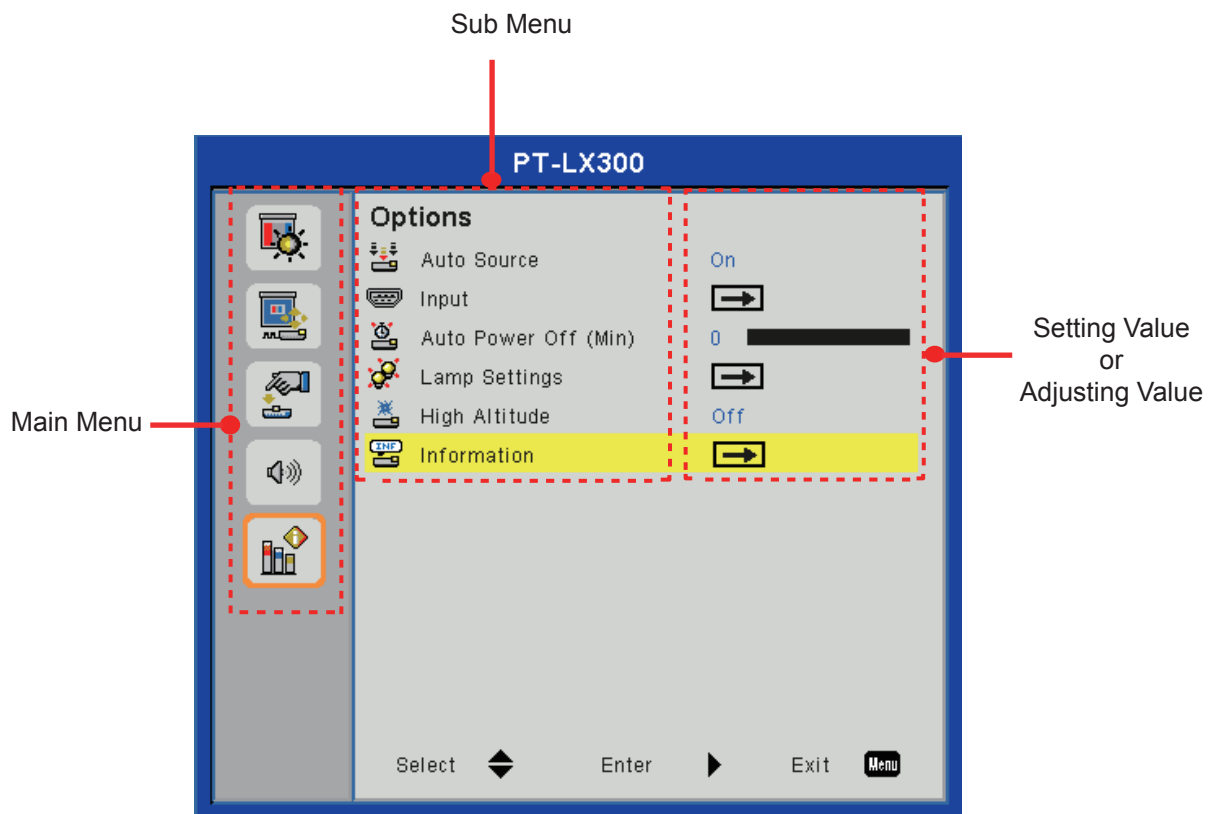 Sub Menu
PT-LX300
Options
Auto Source On
Input
Auto Power Off (Min) 0
Lamp Settings
High Altitude Off
INF
Information
Main Menu
Setting Value
or
Adjusting Value
Select Enter Exit Menu